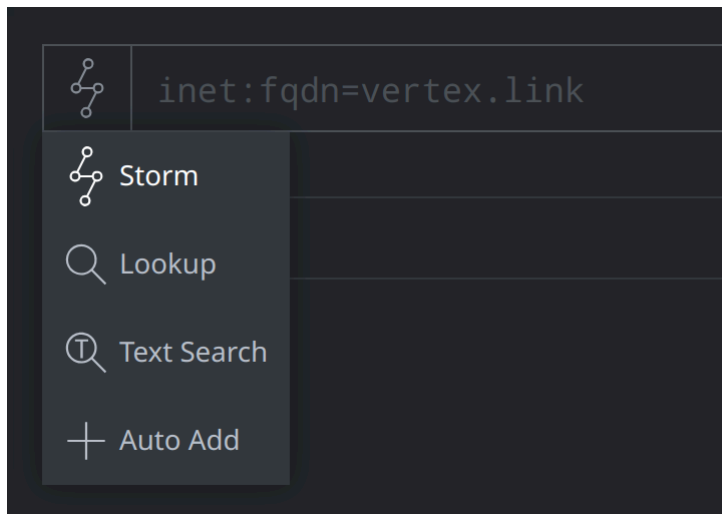 inet:fqdn=vertex.link
Storm
Lookup
Text Search
Auto Add